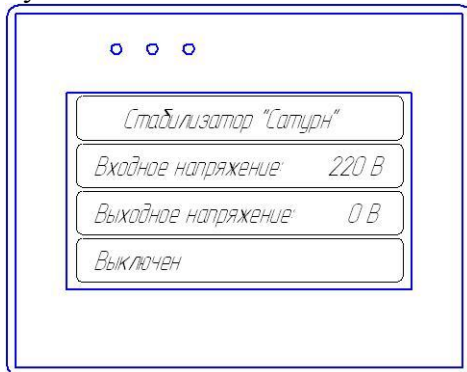 Стабилизатор "Сатурн"
Входное напряжение: 220 В
Выходное напряжение: 0 В
Выключен